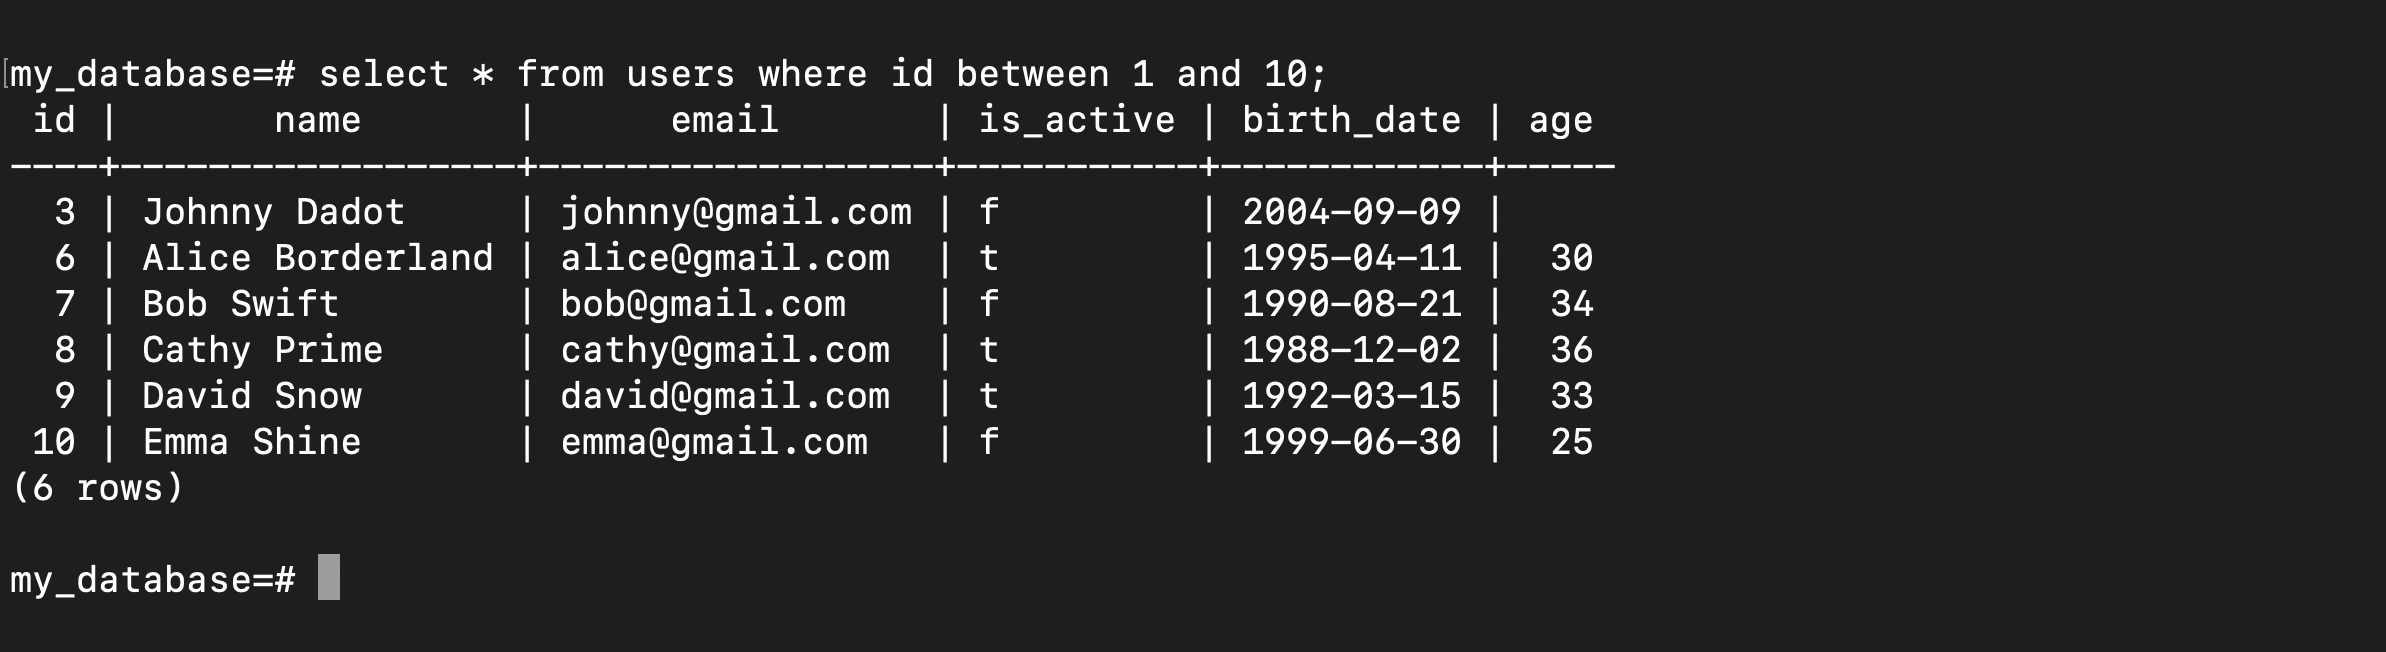 my_database=# select * from users where id between 1 and 10;
 id |       name       |      email       | is_active | birth_date | age
----+------------------+------------------+-----------+------------+-----
  3 | Johnny Dadot     | johnny@gmail.com | f         | 2004-09-09 |
  6 | Alice Borderland | alice@gmail.com  | t         | 1995-04-11 |  30
  7 | Bob Swift        | bob@gmail.com    | f         | 1990-08-21 |  34
  8 | Cathy Prime      | cathy@gmail.com  | t         | 1988-12-02 |  36
  9 | David Snow       | david@gmail.com  | t         | 1992-03-15 |  33
 10 | Emma Shine       | emma@gmail.com   | f         | 1999-06-30 |  25
(6 rows)
my_database=#